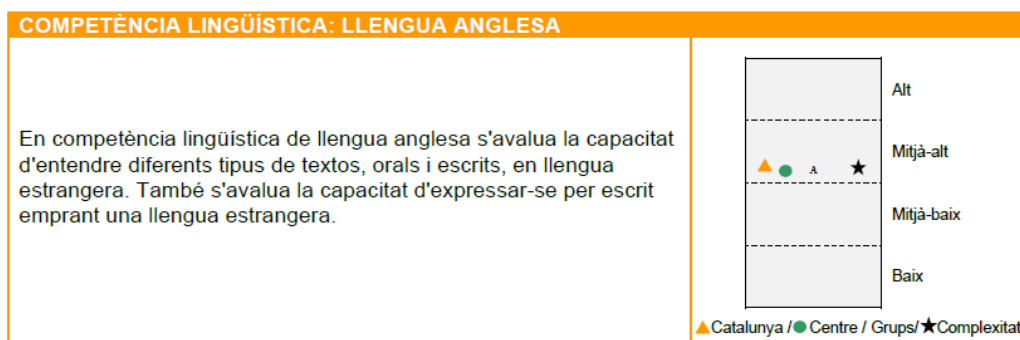 COMPETÈNCIA LINGÜÍSTICA: LLENGUA ANGLESA
En competència lingüística de llengua anglesa s'avalua la capacitat
d'entendre diferents tipus de textos, orals i escrits, en llengua
estrangera. També s'avalua la capacitat d'expressar-se per escrit
emprant una llengua estrangera.
Alt
Mitjà-alt
A
Mitjà-baix
Baix
Catalunya / Centre / Grups/ Complexitat